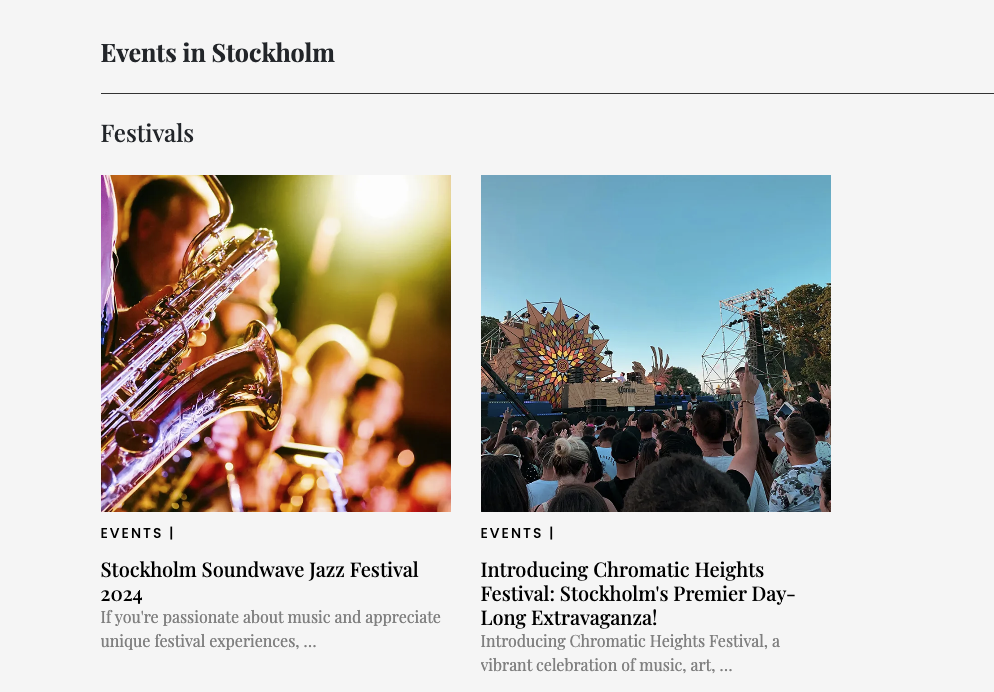 Events in Stockholm
Festivals
EVENTS |
Stockholm Soundwave Jazz Festival
2024
If you're passionate about music and appreciate
unique festival experiences, ...
EVENTS |
Introducing Chromatic Heights
Festival: Stockholm's Premier Day-
Long Extravaganza!
Introducing Chromatic Heights Festival, a
vibrant celebration of music, art, ...